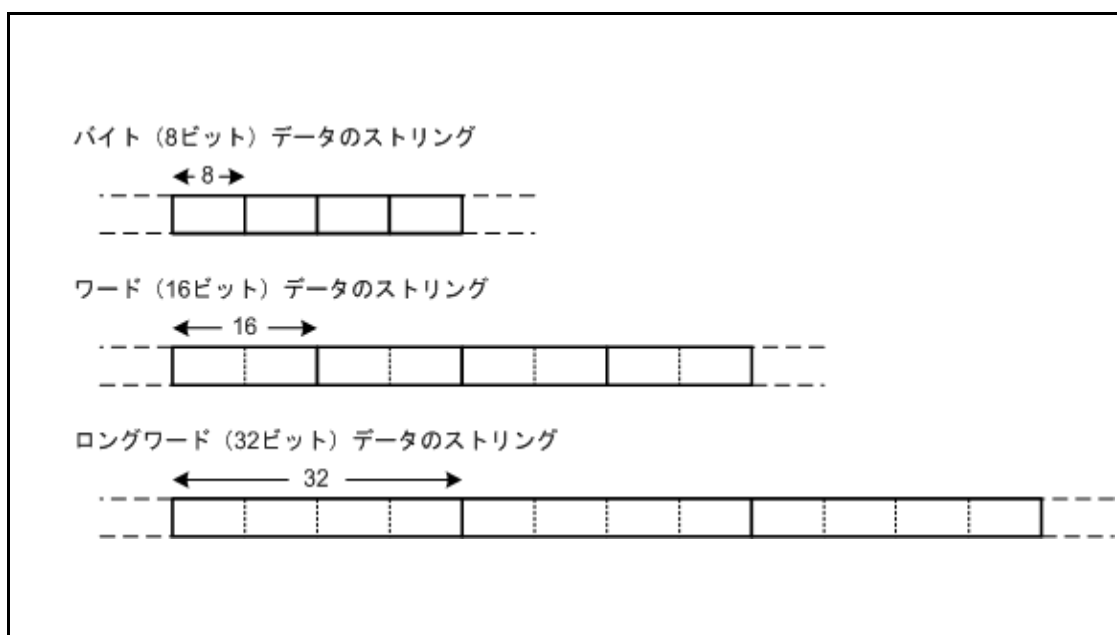 バイト（8ビット）データのストリング
8
ワード（16ビット）データのストリング
16
ロングワード（32ビット）データのストリング
32